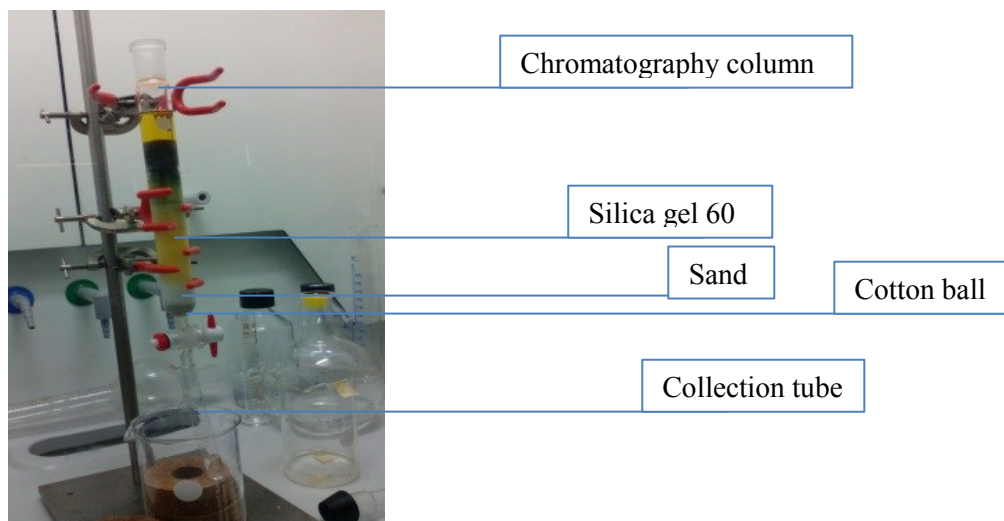 Chromatography column
Silica gel 60
Sand
Cotton ball
Collection tube